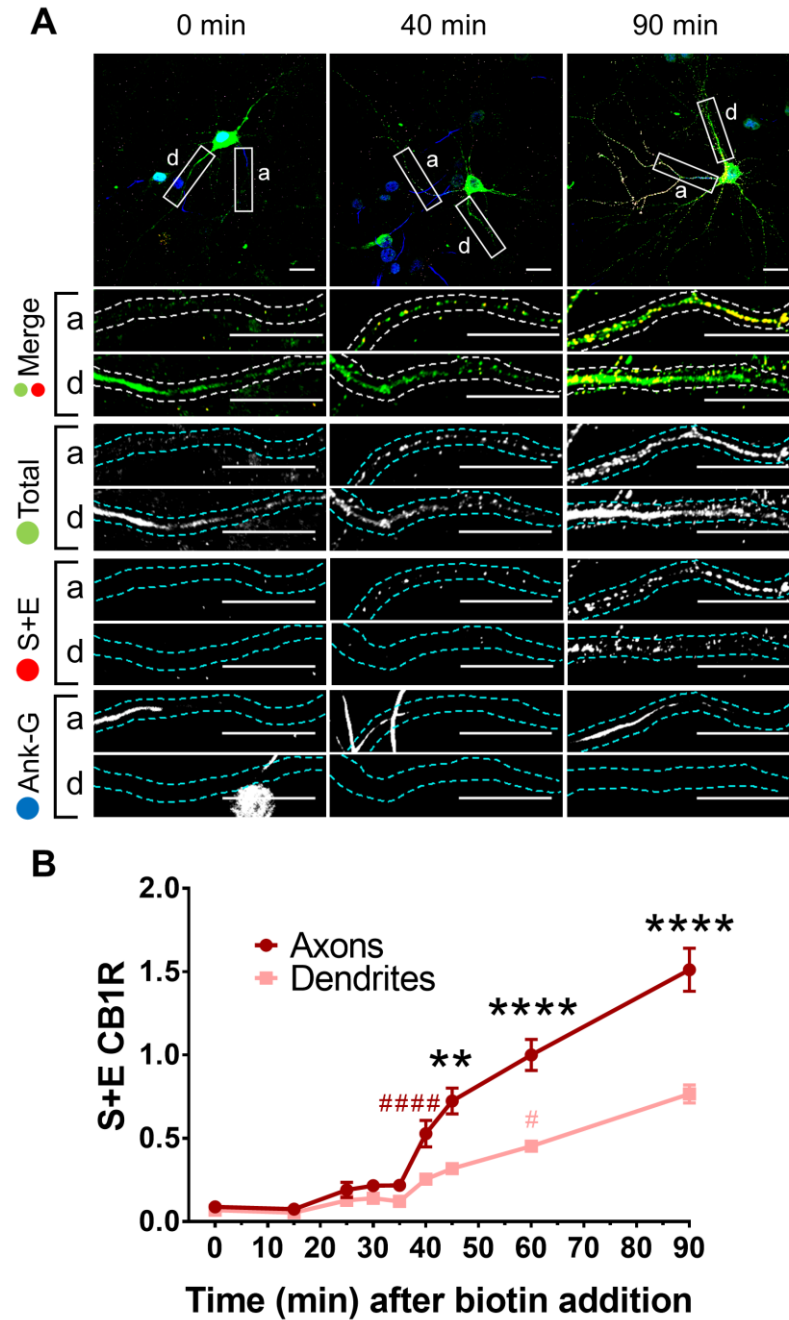 A
0 min 40 min 90 min
d a
a d
d a
Merge a
d
Total a
d
S+E a
d
Ank-G a
d
B
S+E CB1R
2.0
1.5
1.0
0.5
0.0
Axons
Dendrites
####
**
****
#
****
0 10 20 30 40 50 60 70 80 90
Time (min) after biotin addition